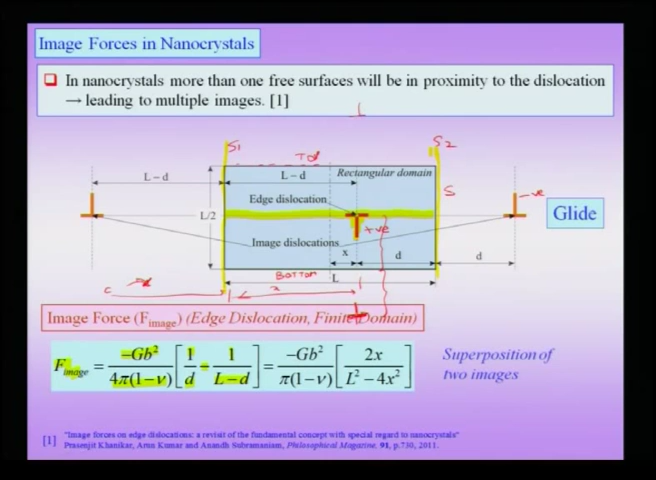 Image Forces in Nanocrystals
In nanocrystals more than one free surfaces will be in proximity to the dislocation
→ leading to multiple images. [1]
S1
S2
Top
L – d
L – d
Rectangular domain
S
-ve
Edge dislocation
L/2
Glide
+ve
Image dislocations
x
d
d
BOTTOM
L
x
Image Force (Fimage) (Edge Dislocation, Finite Domain)
Fimage = −Gb²/4π(1−ν) [1/d − 1/L−d] = −Gb²/π(1−ν) [2x/L²−4x²]
Superposition of
two images
[1] "Image forces on edge dislocations: a revisit of the fundamental concept with special regard to nanocrystals"
Prasenjit Khanikar, Arun Kumar and Anandh Subramaniam, Philosophical Magazine, 91, p.730, 2011.